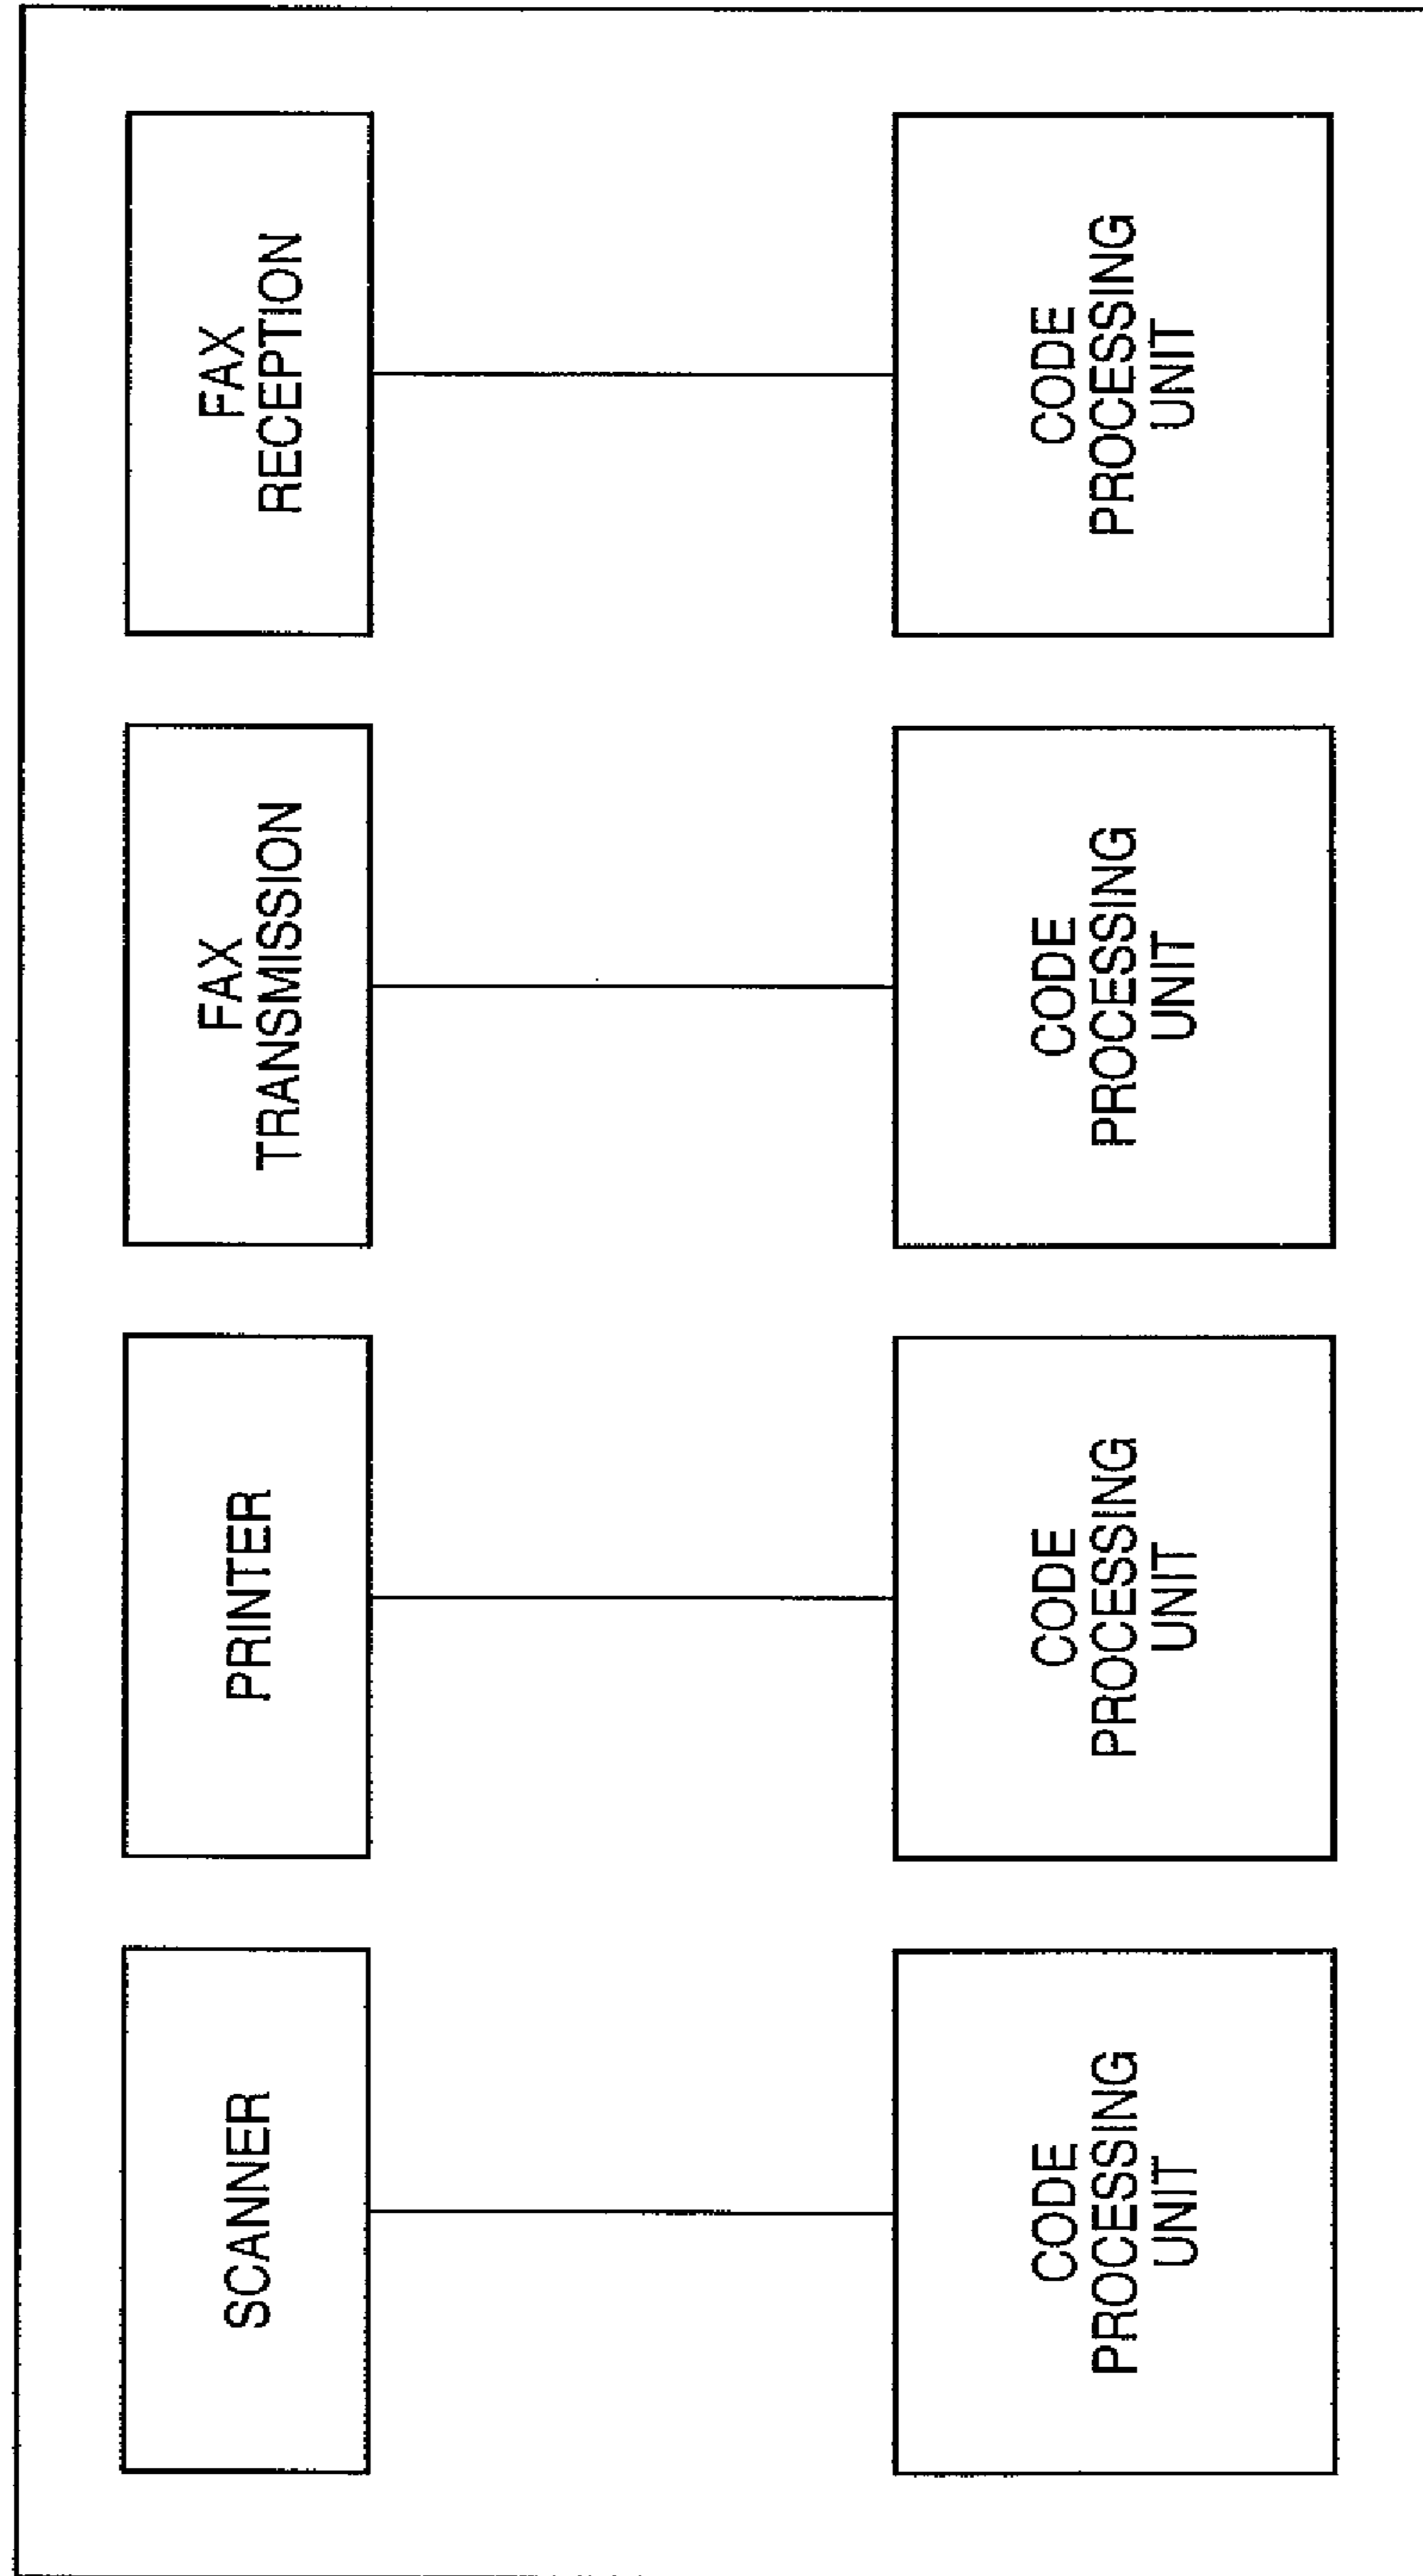 SCANNER
PRINTER
FAX
TRANSMISSION
FAX
RECEPTION
CODE
PROCESSING
UNIT
CODE
PROCESSING
UNIT
CODE
PROCESSING
UNIT
CODE
PROCESSING
UNIT